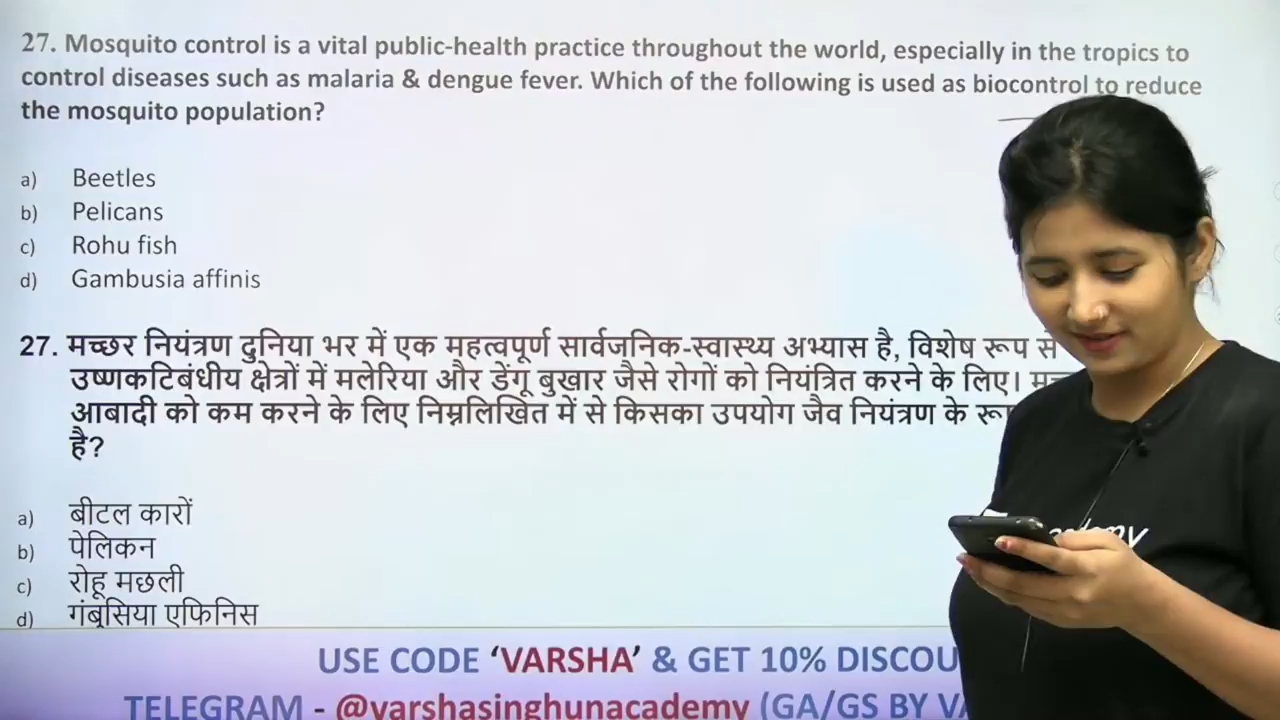 27. Mosquito control is a vital public-health practice throughout the world, especially in the tropics to
control diseases such as malaria & dengue fever. Which of the following is used as biocontrol to reduce
the mosquito population?
a) Beetles
b) Pelicans
c) Rohu fish
d) Gambusia affinis
27. मच्छर नियंत्रण दुनिया भर में एक महत्वपूर्ण सार्वजनिक-स्वास्थ्य अभ्यास है, विशेष रूप से
उष्णकटिबंधीय क्षेत्रों में मलेरिया और डेंगू बुखार जैसे रोगों को नियंत्रित करने के लिए।
आबादी को कम करने के लिए निम्नलिखित में से किसका उपयोग जैव नियंत्रण के
है?
a) बीटल कारों
b) पेलिकन
c) रोहू मछली
d) गंबूसिया एफिनिस
USE CODE ‘VARSHA’ & GET 10%
TELEGRAM - @varshasinghunacademy (GA/GS BY